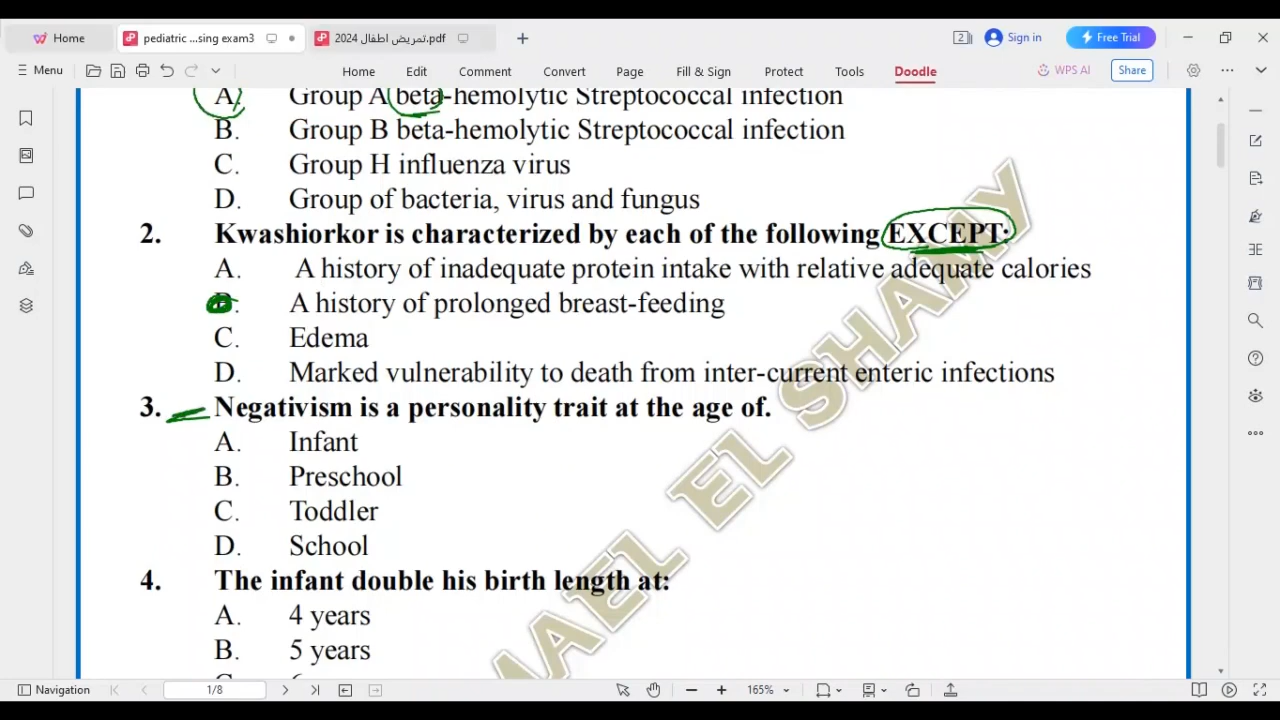 Home
pediatric ...sing exam3
تمريض اطفال 2024.pdf
Sign in
Free Trial
Menu
Home
Edit
Comment
Convert
Page
Fill & Sign
Protect
Tools
Doodle
WPS AI
Share
A. Group A beta-hemolytic Streptococcal infection
B. Group B beta-hemolytic Streptococcal infection
C. Group H influenza virus
D. Group of bacteria, virus and fungus
2. Kwashiorkor is characterized by each of the following EXCEPT:
A. A history of inadequate protein intake with relative adequate calories
B. A history of prolonged breast-feeding
C. Edema
D. Marked vulnerability to death from inter-current enteric infections
3. Negativism is a personality trait at the age of.
A. Infant
B. Preschool
C. Toddler
D. School
4. The infant double his birth length at:
A. 4 years
B. 5 years
MAEL EL SHAMY
Navigation
1/8
165%